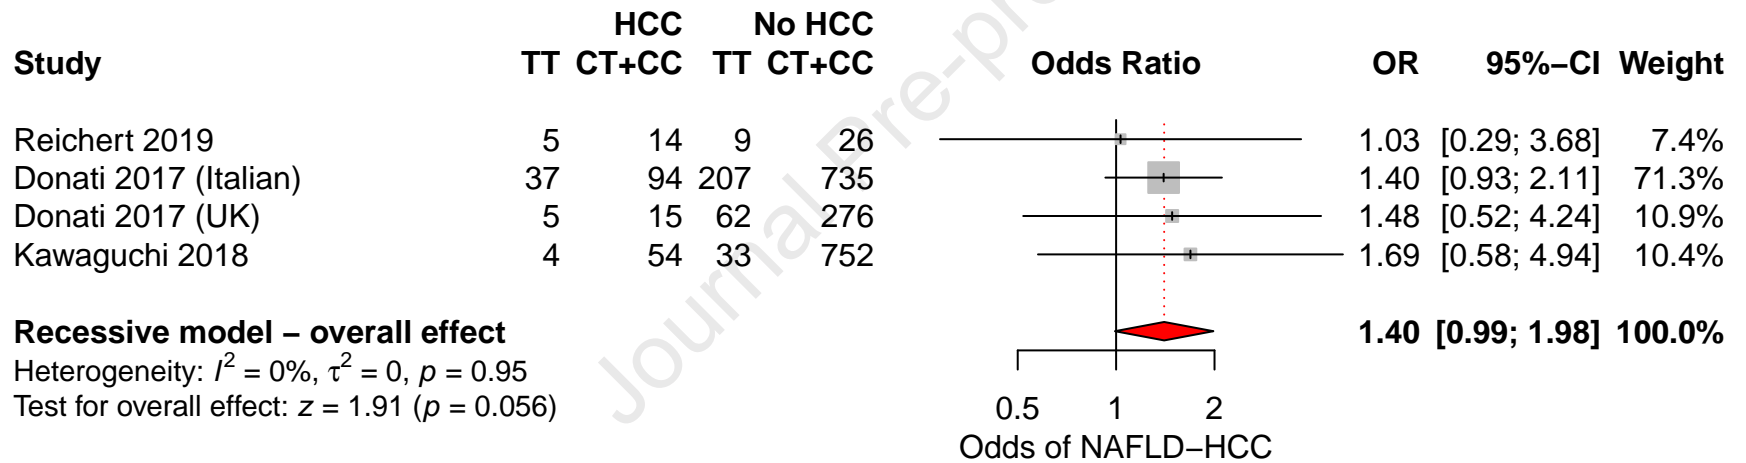 HCC No HCC
Study TT CT+CC TT CT+CC Odds Ratio OR 95%−CI Weight
Reichert 2019 5 14 9 26 1.03 [0.29; 3.68] 7.4%
Donati 2017 (Italian) 37 94 207 735 1.40 [0.93; 2.11] 71.3%
Donati 2017 (UK) 5 15 62 276 1.48 [0.52; 4.24] 10.9%
Kawaguchi 2018 4 54 33 752 1.69 [0.58; 4.94] 10.4%
Recessive model − overall effect 1.40 [0.99; 1.98] 100.0%
Heterogeneity: I² = 0%, τ² = 0, p = 0.95
Test for overall effect: z = 1.91 (p = 0.056)
0.5 1 2
Odds of NAFLD−HCC
Journal Pre-pro